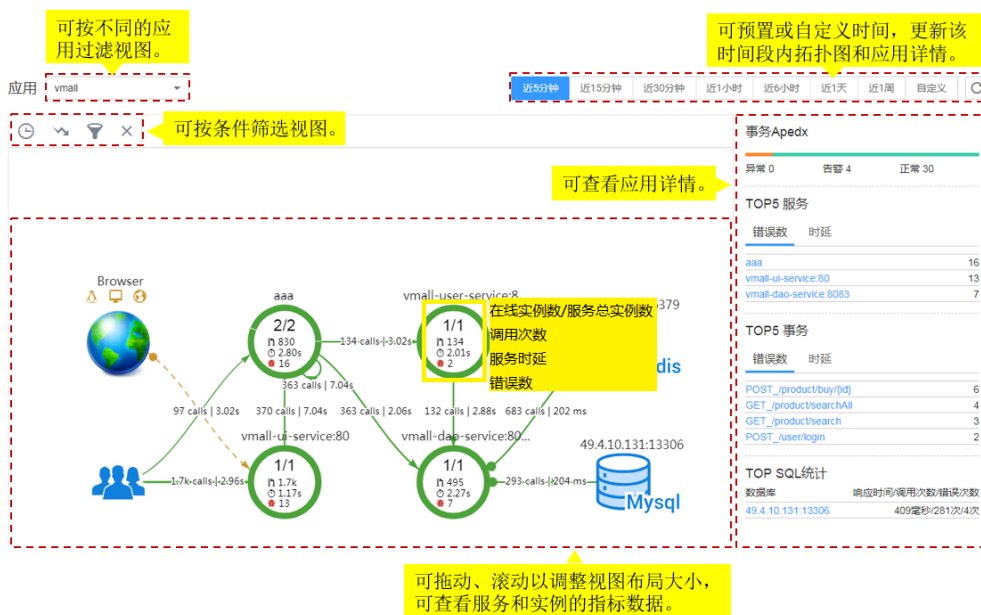 可按不同的应
用过滤视图。
可预置或自定义时间，更新该
时间段内拓扑图和应用详情。
应用 vmall
近5分钟 近15分钟 近30分钟 近1小时 近6小时 近1天 近1周 自定义
可按条件筛选视图。
可查看应用详情。
Browser
aaa
2/2
830
2.80s
16
vmall-user-service:8
379
1/1
134
2.01s
2
在线实例数/服务总实例数
调用次数
服务时延
错误数
dis
134 calls | 3.02s
363 calls | 7.04s
97 calls | 3.02s
370 calls | 7.04s
363 calls | 2.06s
132 calls | 2.88s
683 calls | 202 ms
vmall-ui-service:80
1/1
1.7k
1.17s
13
vmall-dao-service:80...
1/1
495
2.27s
7
49.4.10.131:13306
1.7k calls | 2.96s
293 calls | 204 ms
Mysql
可拖动、滚动以调整视图布局大小，
可查看服务和实例的指标数据。
事务Apedx
异常 0 告警 4 正常 30
TOP5 服务
错误数 时延
aaa 16
vmall-ui-service:80 13
vmall-dao-service:8083 7
TOP5 事务
错误数 时延
POST_/product/buy/{id} 6
GET_/product/searchAll 4
GET_/product/search 3
POST_/user/login 2
TOP SQL统计
数据库 响应时间/调用次数/错误次数
49.4.10.131:13306 409毫秒/281次/4次